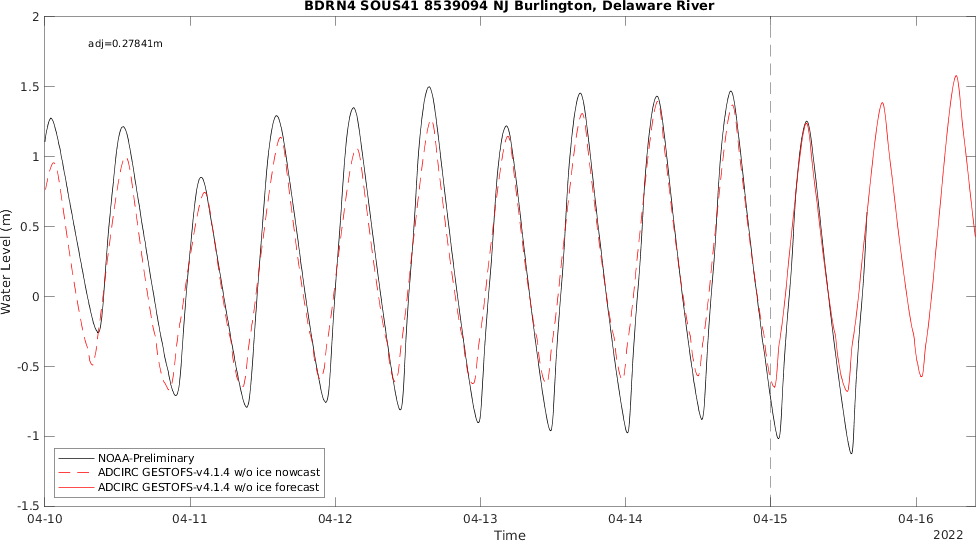 BDRN4 SOUS41 8539094 NJ Burlington, Delaware River
adj=0.27841m
2
1.5
1
0.5
0
-0.5
-1
-1.5
Water Level (m)
NOAA-Preliminary
ADCIRC GESTOFS-v4.1.4 w/o ice nowcast
ADCIRC GESTOFS-v4.1.4 w/o ice forecast
04-10 04-11 04-12 04-13 04-14 04-15 04-16
Time
2022